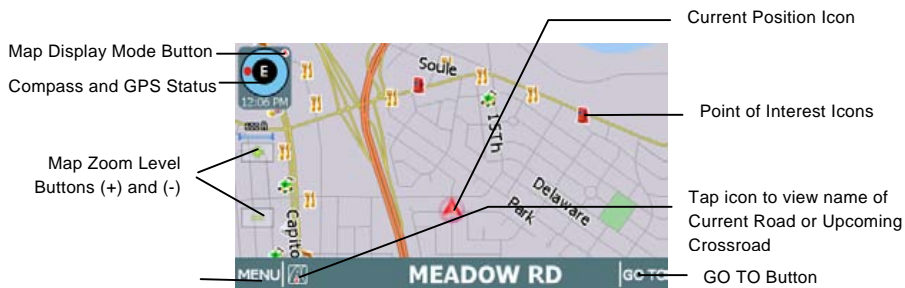 Current Position Icon
Map Display Mode Button
Compass and GPS Status
Point of Interest Icons
Map Zoom Level
Buttons (+) and (-)
Tap icon to view name of
Current Road or Upcoming
Crossroad
GO TO Button
E
12:06 PM
Soule
15Th
Delaware
Park
Capito
MENU
MEADOW RD
GO TO